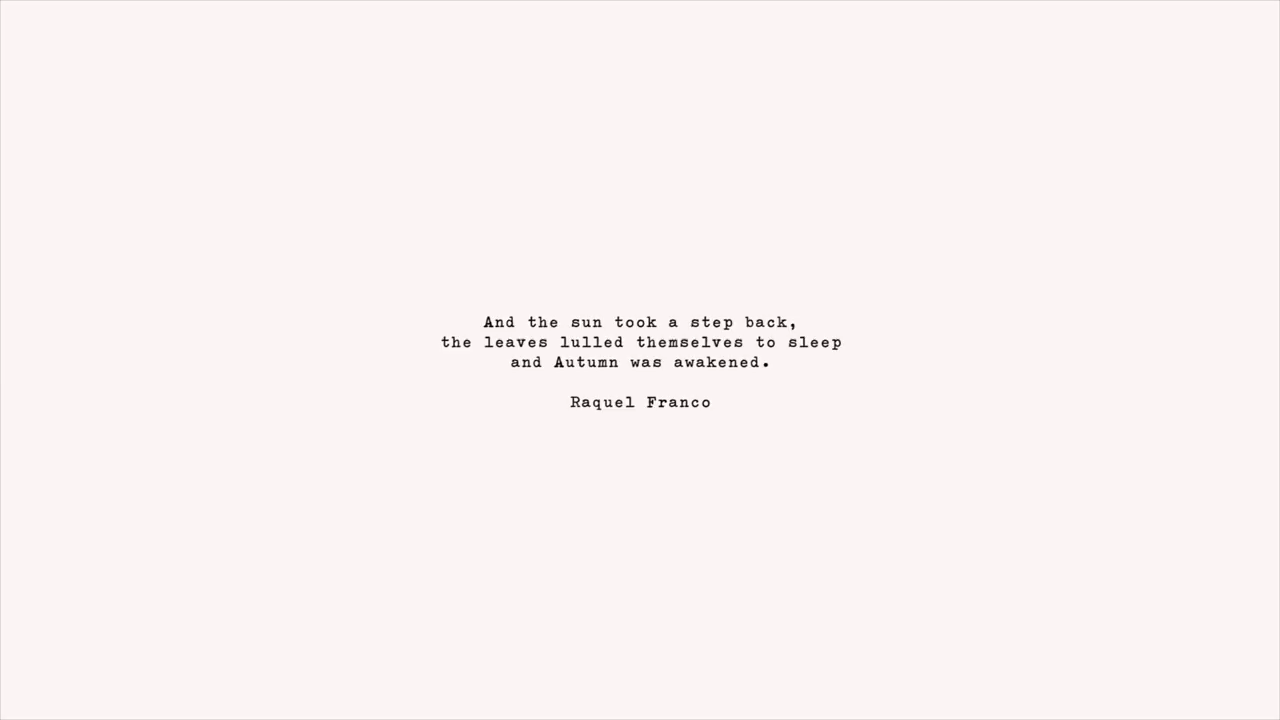 And the sun took a step back,
the leaves lulled themselves to sleep
and Autumn was awakened.
Raquel Franco